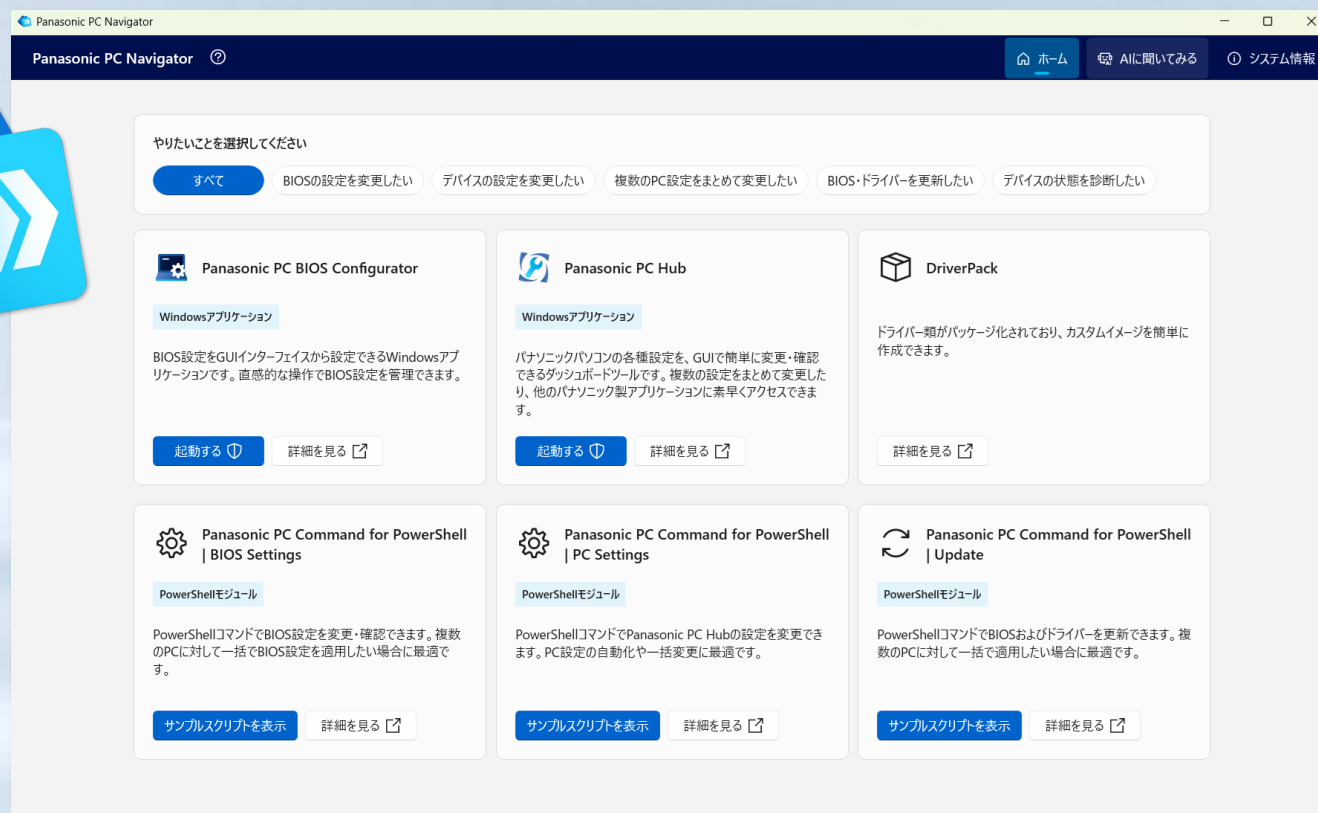 Panasonic PC Navigator
Panasonic PC Navigator
ホーム
AIに聞いてみる
システム情報
やりたいことを選択してください
すべて
BIOSの設定を変更したい
デバイスの設定を変更したい
複数のPC設定をまとめて変更したい
BIOS・ドライバーを更新したい
デバイスの状態を診断したい
Panasonic PC BIOS Configurator
Windowsアプリケーション
BIOS設定をGUIインターフェイスから設定できるWindowsアプ
リケーションです。直感的な操作でBIOS設定を管理できます。
起動する
詳細を見る
Panasonic PC Hub
Windowsアプリケーション
パナソニックパソコンの各種設定を、GUIで簡単に変更・確認
できるダッシュボードツールです。複数の設定をまとめて変更した
り、他のパナソニック製アプリケーションに素早くアクセスできま
す。
起動する
詳細を見る
DriverPack
ドライバー類がパッケージ化されており、カスタムイメージを簡単に
作成できます。
詳細を見る
Panasonic PC Command for PowerShell
| BIOS Settings
PowerShellモジュール
PowerShellコマンドでBIOS設定を変更・確認できます。複数
のPCに対して一括でBIOS設定を適用したい場合に最適で
す。
サンプルスクリプトを表示
詳細を見る
Panasonic PC Command for PowerShell
| PC Settings
PowerShellモジュール
PowerShellコマンドでPanasonic PC Hubの設定を変更でき
ます。PC設定の自動化や一括変更に最適です。
サンプルスクリプトを表示
詳細を見る
Panasonic PC Command for PowerShell
| Update
PowerShellモジュール
PowerShellコマンドでBIOSおよびドライバーを更新できます。複
数のPCに対して一括で適用したい場合に最適です。
サンプルスクリプトを表示
詳細を見る